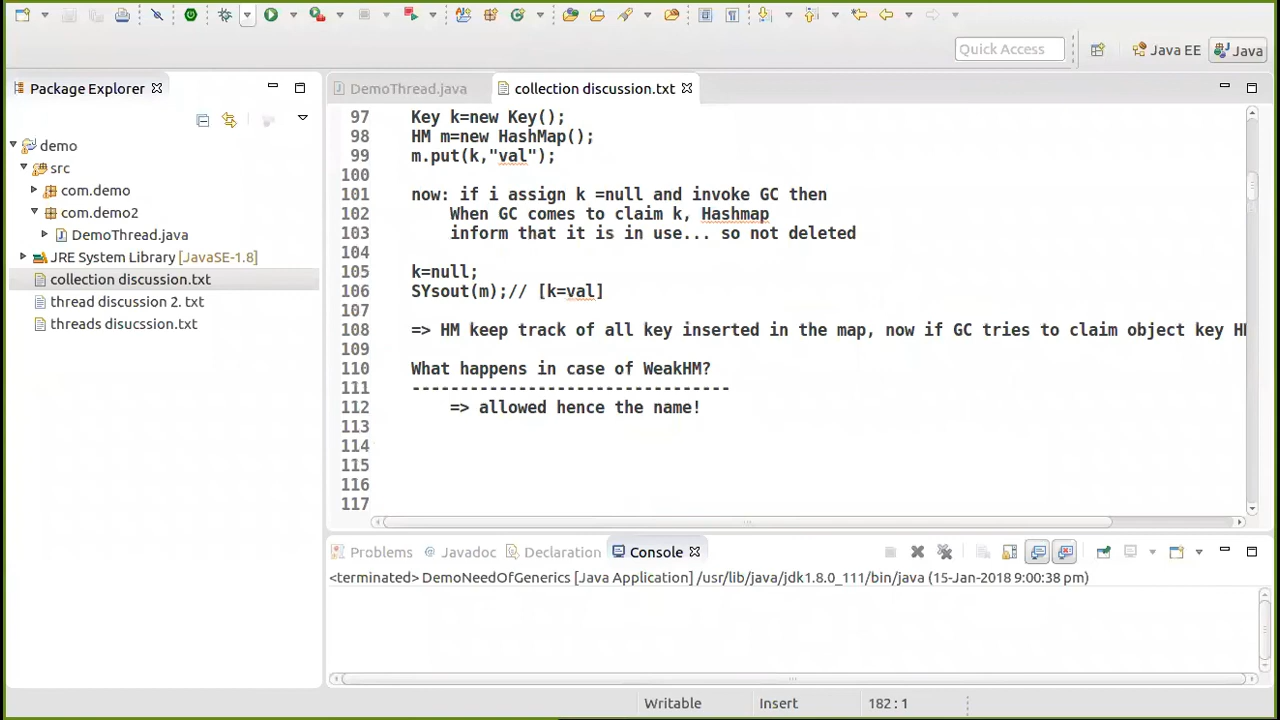 Quick Access
Java EE
Java
Package Explorer
demo
src
com.demo
com.demo2
DemoThread.java
JRE System Library [JavaSE-1.8]
collection discussion.txt
thread discussion 2. txt
threads disucssion.txt
DemoThread.java
collection discussion.txt
97 Key k=new Key();
98 HM m=new HashMap();
99 m.put(k,"val");
100
101 now: if i assign k =null and invoke GC then
102 When GC comes to claim k, Hashmap
103 inform that it is in use... so not deleted
104
105 k=null;
106 SYsout(m);// [k=val]
107
108 => HM keep track of all key inserted in the map, now if GC tries to claim object key
109
110 What happens in case of WeakHM?
111 ---------------------------------
112 => allowed hence the name!
113
114
115
116
117
Problems
@ Javadoc
Declaration
Console
<terminated> DemoNeedOfGenerics [Java Application] /usr/lib/java/jdk1.8.0_111/bin/java (15-Jan-2018 9:00:38 pm)
Writable
Insert
182 : 1